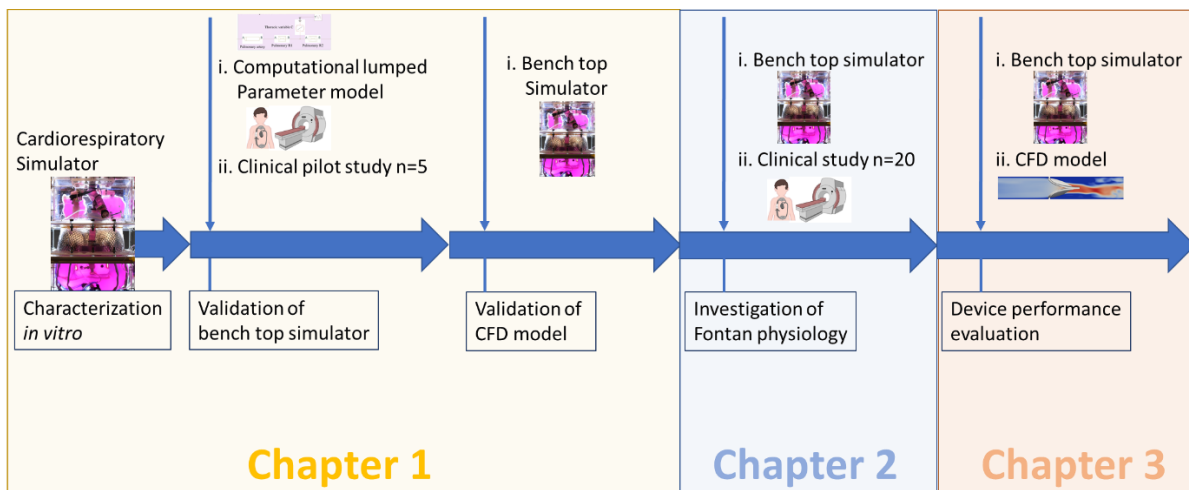 Cardiorespiratory
Simulator
Characterization
in vitro
Pulmonary artery
i. Computational lumped
Parameter model
ii. Clinical pilot study n=5
Validation of
bench top simulator
i. Bench top
Simulator
Validation of
CFD model
i. Bench top simulator
ii. Clinical study n=20
Investigation of
Fontan physiology
i. Bench top simulator
ii. CFD model
Device performance
evaluation
Chapter 1
Chapter 2
Chapter 3